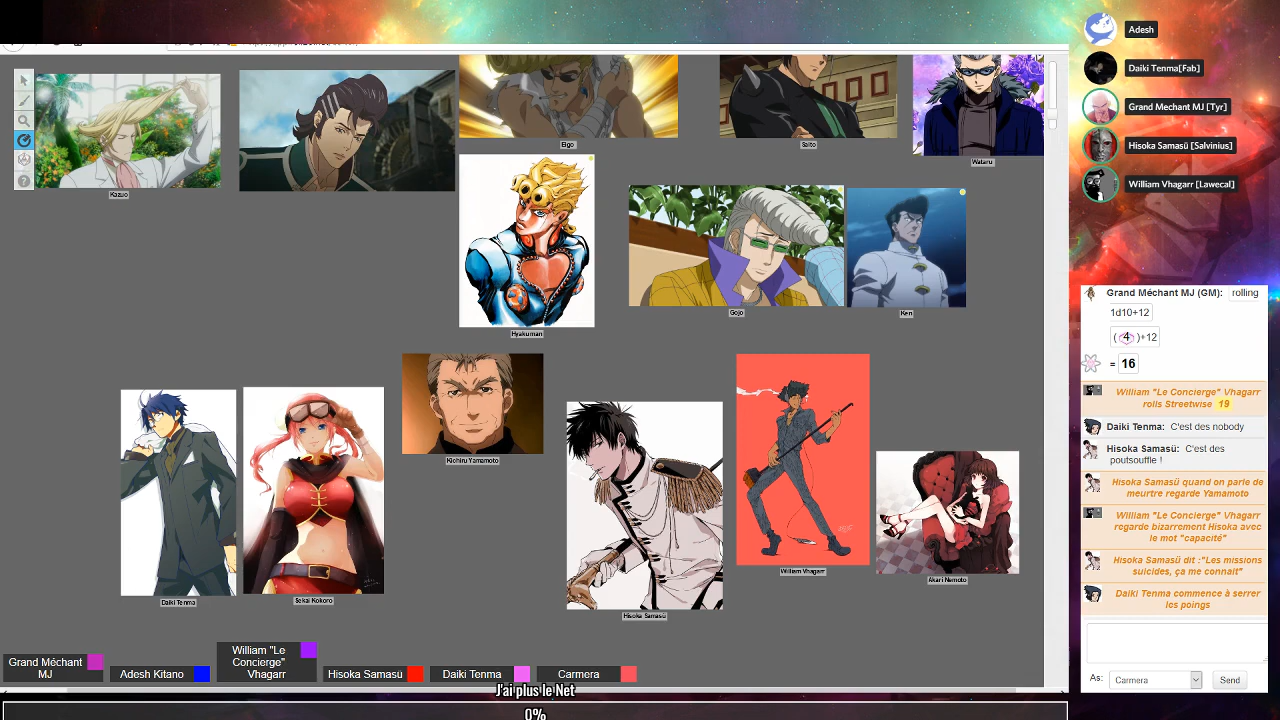 Kazuo
Eigo
Saito
Wataru
Hyakuman
Gojo
Ken
Daiki Tenma
Sekai Kokoro
Kichiru Yamamoto
Hisoka Samasü
William Vhagarr
Akari Nemoto
Grand Méchant
MJ
Adesh Kitano
William "Le
Concierge"
Vhagarr
Hisoka Samasü
Daiki Tenma
Carmera
J'ai plus le Net
0%
Adesh
Daiki Tenma[Fab]
Grand Mechant MJ [Tyr]
Hisoka Samasü [Salvinius]
William Vhagarr [Lawecal]
Grand Méchant MJ (GM): rolling
1d10+12
(4)+12
= 16
William "Le Concierge" Vhagarr
rolls Streetwise 19
Daiki Tenma: C'est des nobody
Hisoka Samasü: C'est des
poutsouffle !
Hisoka Samasü quand on parle de
meurtre regarde Yamamoto
William "Le Concierge" Vhagarr
regarde bizarrement Hisoka avec
le mot "capacité"
Hisoka Samasü dit :"Les missions
suicides, ça me connait"
Daiki Tenma commence à serrer
les poings
As: Carmera Send